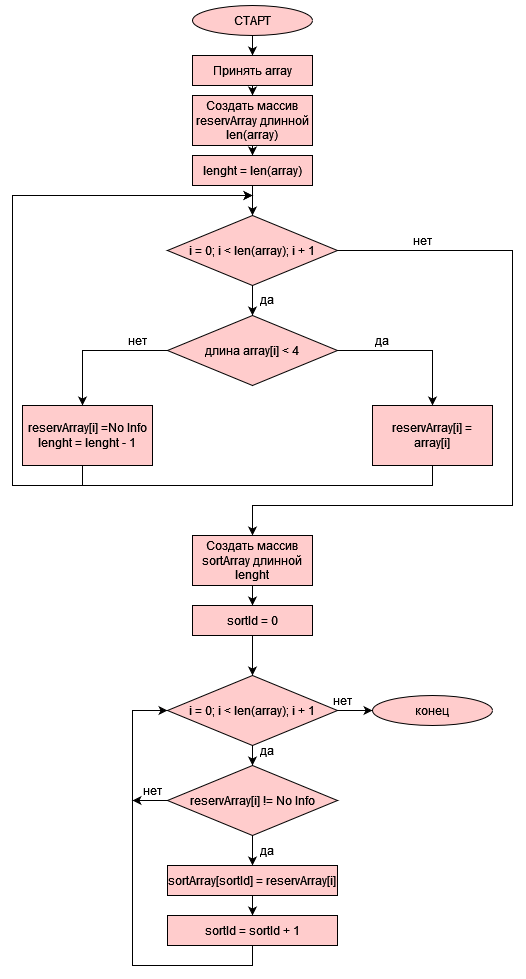 СТАРТ
Принять array
Создать массив
reservArray длинной
len(array)
lenght = len(array)
i = 0; i < len(array); i + 1
нет
да
длина array[i] < 4
нет
да
reservArray[i] =No Info
lenght = lenght - 1
reservArray[i] =
array[i]
Создать массив
sortArray длинной
lenght
sortId = 0
i = 0; i < len(array); i + 1
нет
конец
да
reservArray[i] != No Info
нет
да
sortArray[sortId] = reservArray[i]
sortId = sortId + 1